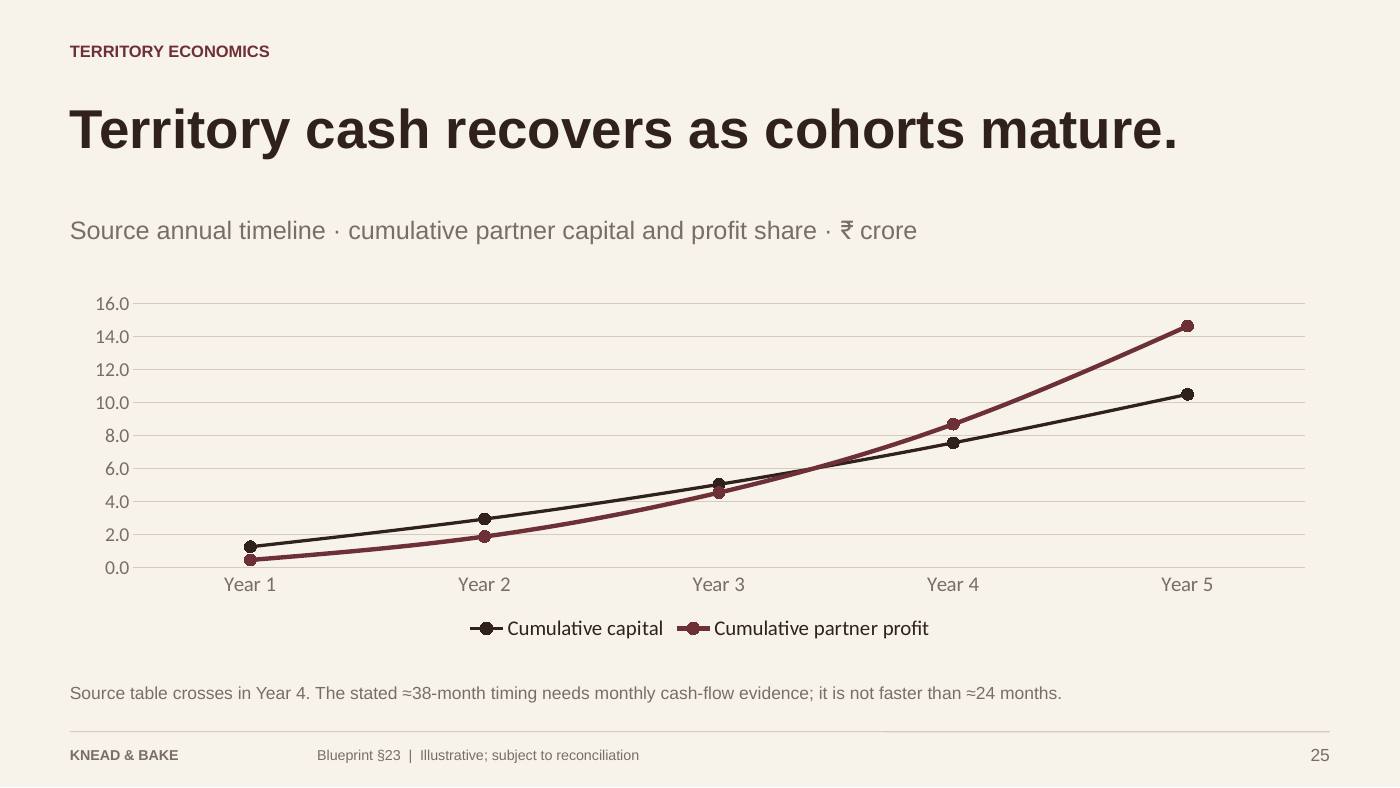 TERRITORY ECONOMICS
Territory cash recovers as cohorts mature.
Source annual timeline · cumulative partner capital and profit share · ₹ crore
16.0
14.0
12.0
10.0
8.0
6.0
4.0
2.0
0.0
Year 1 Year 2 Year 3 Year 4 Year 5
Cumulative capital Cumulative partner profit
Source table crosses in Year 4. The stated ≈38-month timing needs monthly cash-flow evidence; it is not faster than ≈24 months.
KNEAD & BAKE Blueprint §23 | Illustrative; subject to reconciliation 25